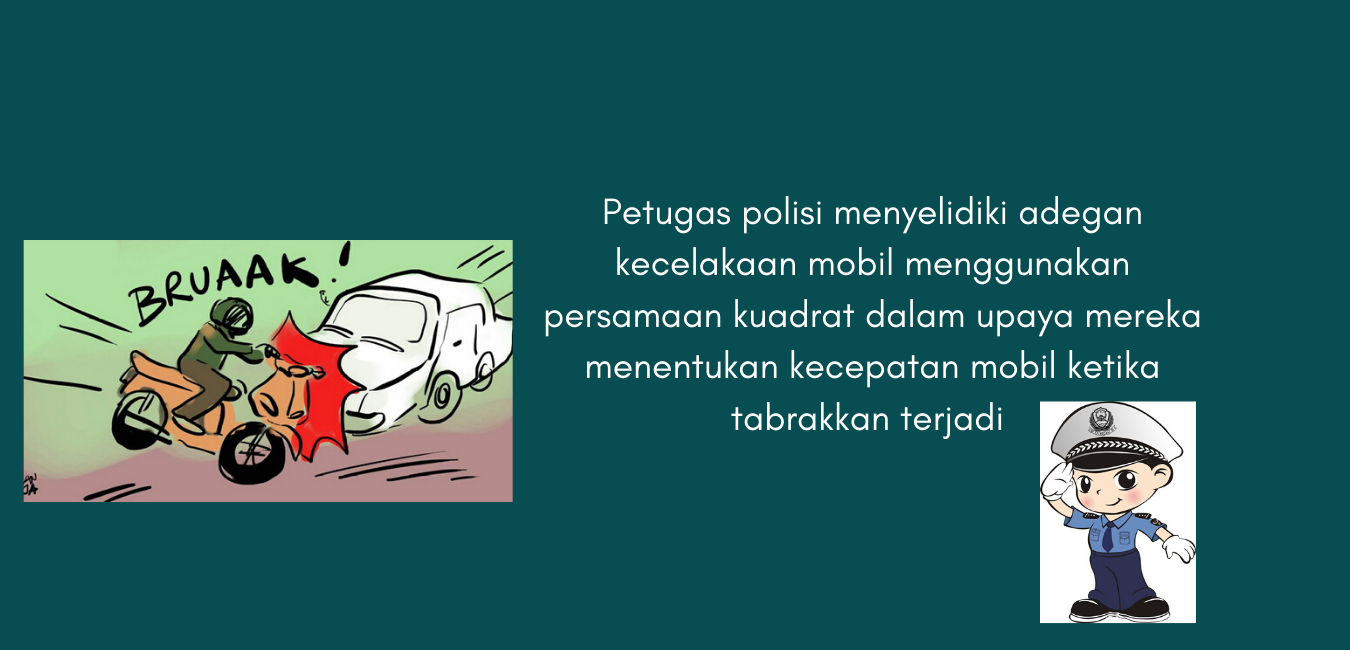 BRUAAK!
Petugas polisi menyelidiki adegan
kecelakaan mobil menggunakan
persamaan kuadrat dalam upaya mereka
menentukan kecepatan mobil ketika
tabrakkan terjadi